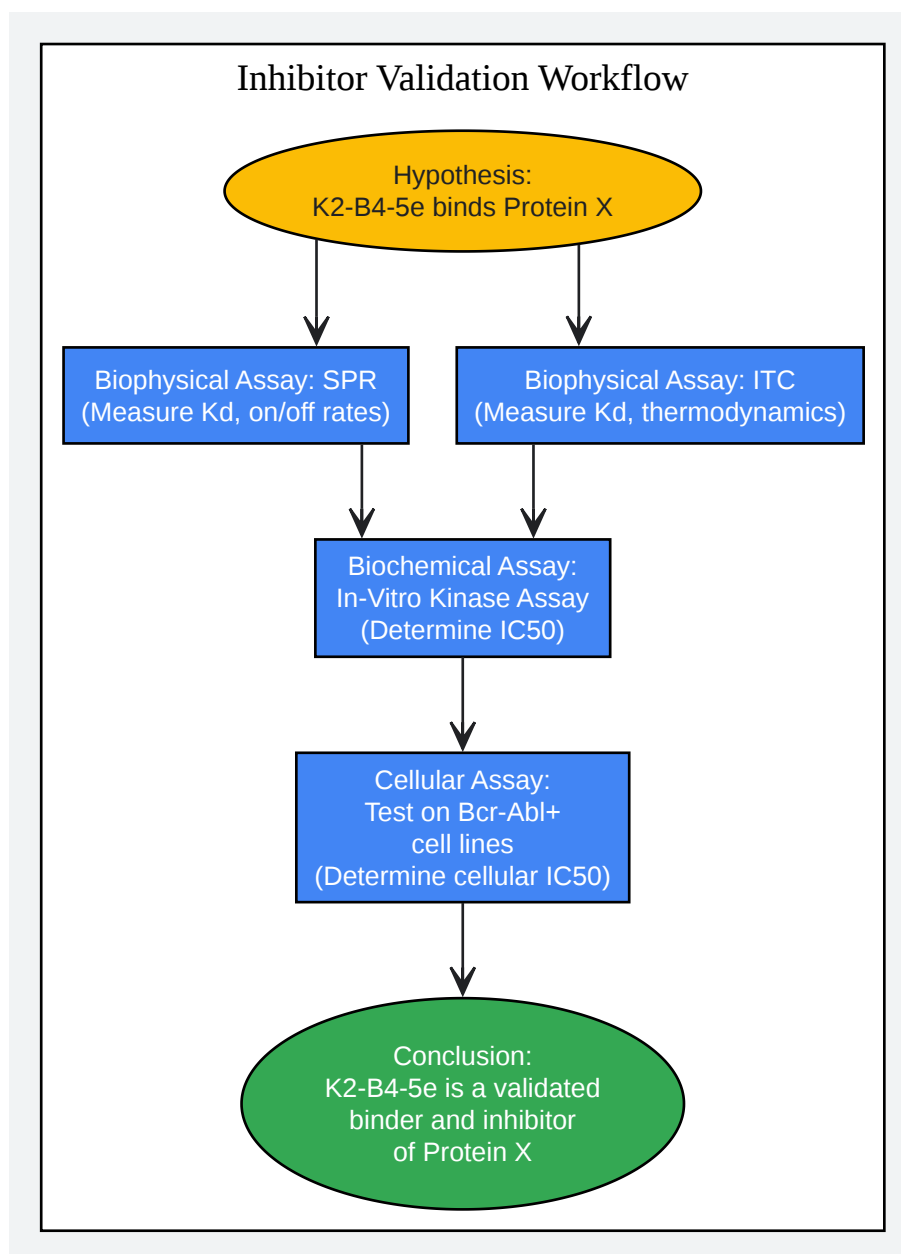 Inhibitor Validation Workflow
Hypothesis:
K2-B4-5e binds Protein X
Biophysical Assay: SPR
(Measure Kd, on/off rates)
Biophysical Assay: ITC
(Measure Kd, thermodynamics)
Biochemical Assay:
In-Vitro Kinase Assay
(Determine IC50)
Cellular Assay:
Test on Bcr-Abl+
cell lines
(Determine cellular IC50)
Conclusion:
K2-B4-5e is a validated
binder and inhibitor
of Protein X